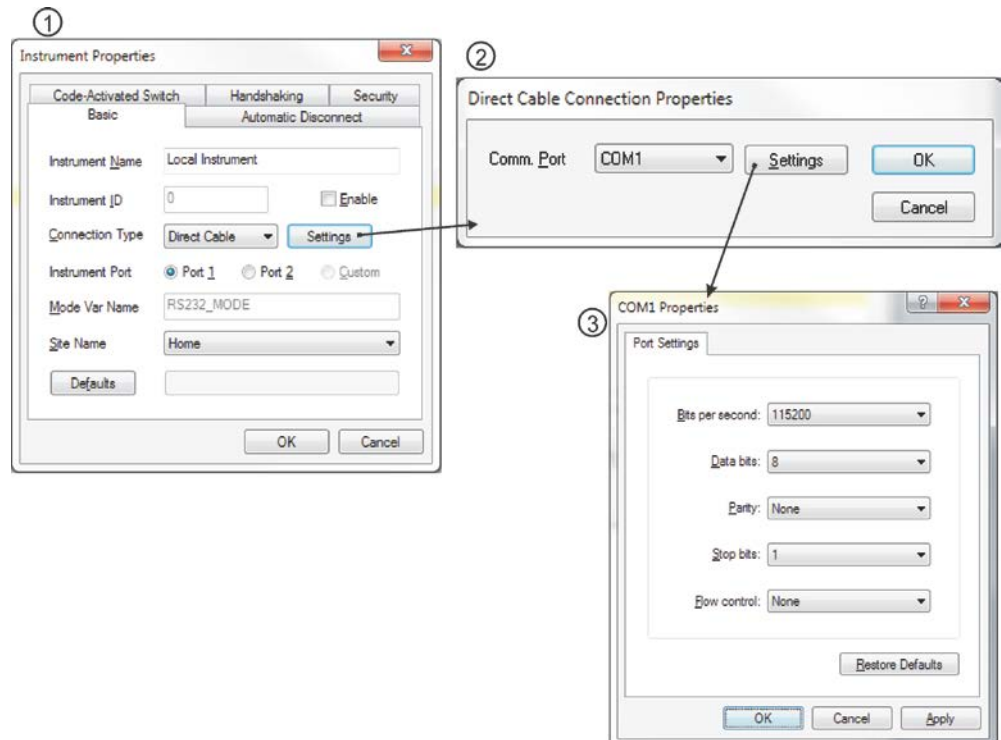 ①
Instrument Properties
Code-Activated Switch Handshaking Security
Basic Automatic Disconnect
Instrument Name Local Instrument
Instrument ID 0 Enable
Connection Type Direct Cable Settings
Instrument Port Port 1 Port 2 Custom
Mode Var Name RS232_MODE
Site Name Home
Defaults
OK Cancel
②
Direct Cable Connection Properties
Comm. Port COM1 Settings OK
Cancel
③
COM1 Properties ?
Port Settings
Bits per second: 115200
Data bits: 8
Parity: None
Stop bits: 1
Flow control: None
Restore Defaults
OK Cancel Apply